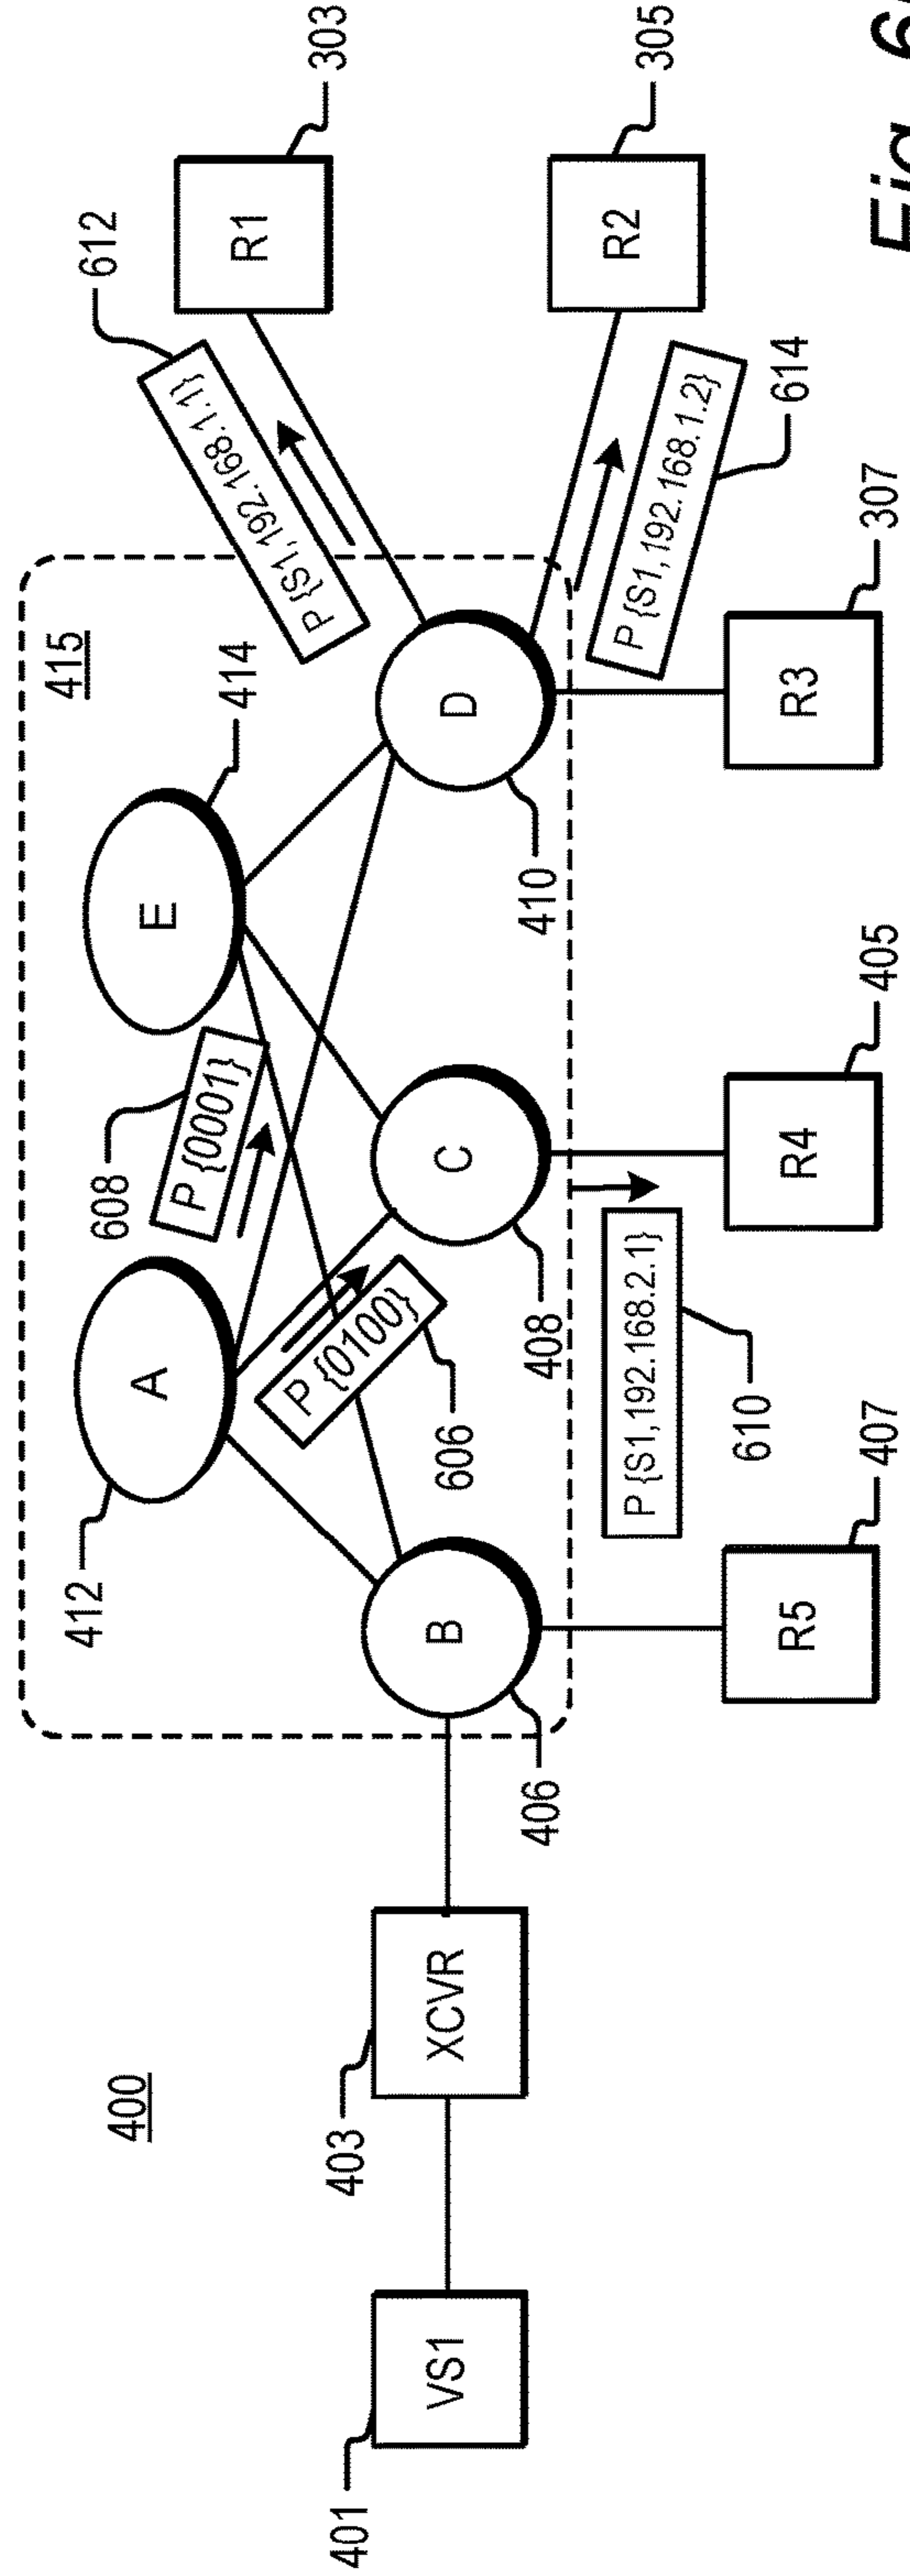 400
401
VS1
403
XCVR
415
412
A
608
P {0001}
E
414
P {0100}
606
B
406
C
408
D
410
P {S1,192.168.1.1}
612
R1
303
R2
305
P {S1,192.168.1.2}
614
R3
307
R4
405
P {S1,192.168.2.1}
610
R5
407
Fig.